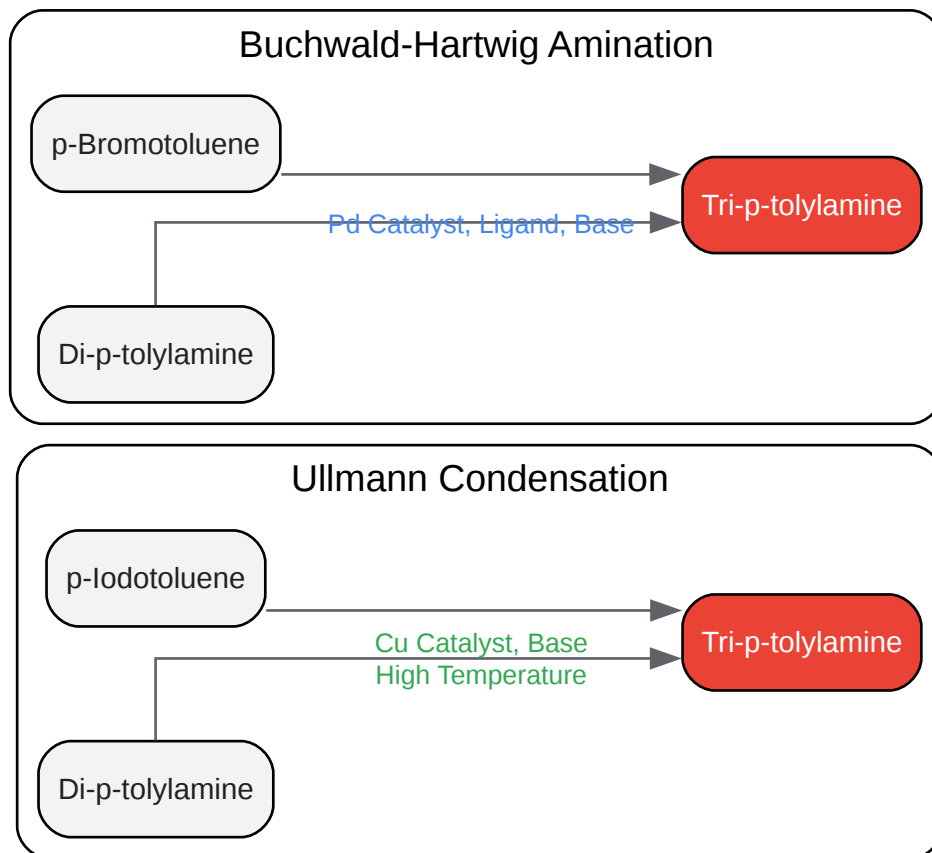 Buchwald-Hartwig Amination
p-Bromotoluene
Tri-p-tolylamine
Pd Catalyst, Ligand, Base
Di-p-tolylamine
Ullmann Condensation
p-Iodotoluene
Cu Catalyst, Base
High Temperature
Tri-p-tolylamine
Di-p-tolylamine